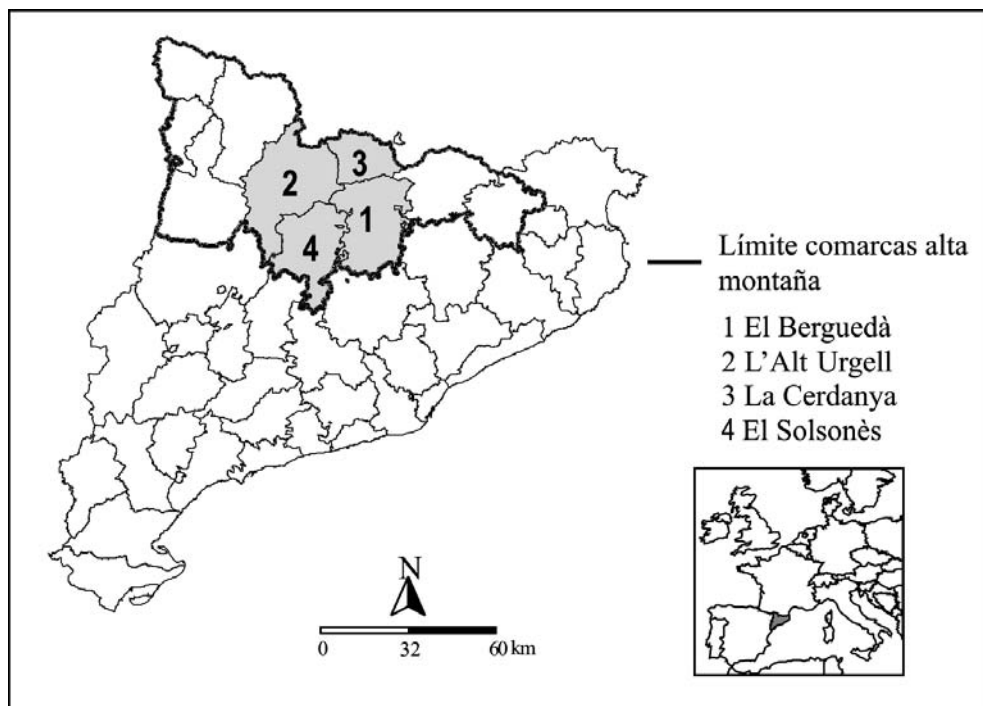 3
2
1
4
Límite comarcas alta
montaña
1 El Berguedà
2 L'Alt Urgell
3 La Cerdanya
4 El Solsonès
N
0 32 60 km